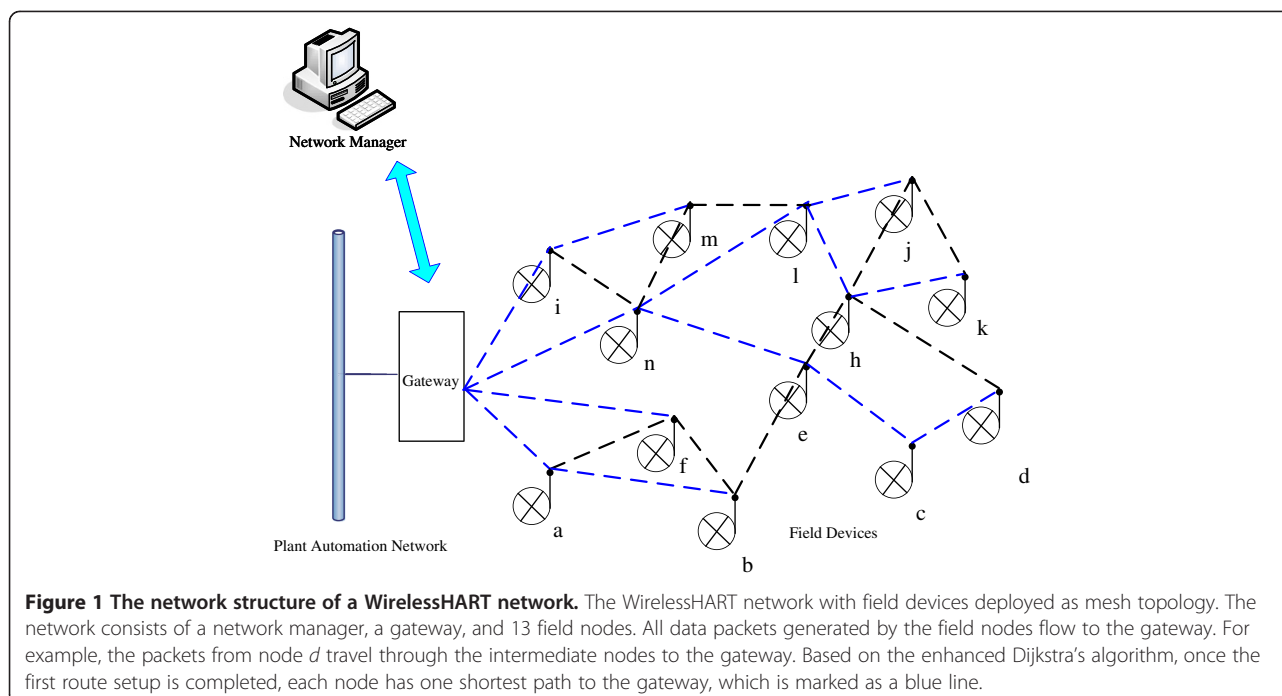 Network Manager
j
m
l
i
k
h
n
Gateway
e
f
d
c
a
b
Plant Automation Network
Field Devices
Figure 1 The network structure of a WirelessHART network. The WirelessHART network with field devices deployed as mesh topology. The
network consists of a network manager, a gateway, and 13 field nodes. All data packets generated by the field nodes flow to the gateway. For
example, the packets from node d travel through the intermediate nodes to the gateway. Based on the enhanced Dijkstra's algorithm, once the
first route setup is completed, each node has one shortest path to the gateway, which is marked as a blue line.